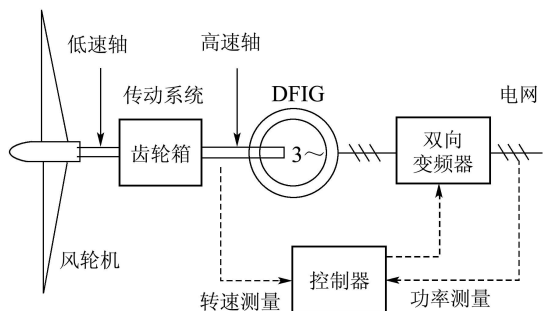 低速轴
高速轴
传动系统
DFIG
电网
齿轮箱
3～
双向
变频器
风轮机
转速测量
控制器
功率测量